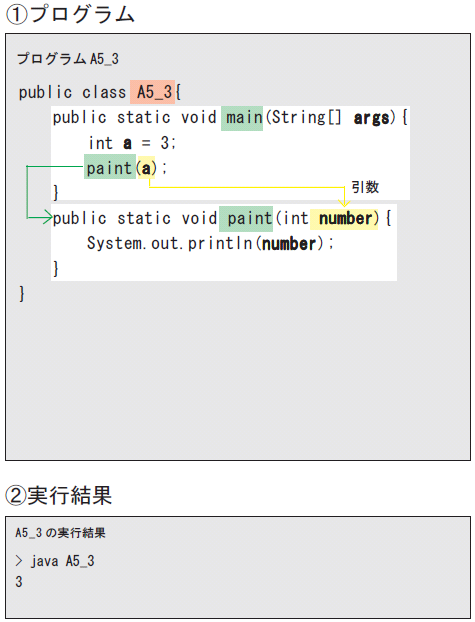 ①プログラム
プログラム A5_3
public class A5_3{
public static void main(String[] args){
int a = 3;
paint(a);
引数
}
public static void paint(int number){
System.out.println(number);
}
}
②実行結果
A5_3 の実行結果
> java A5_3
3